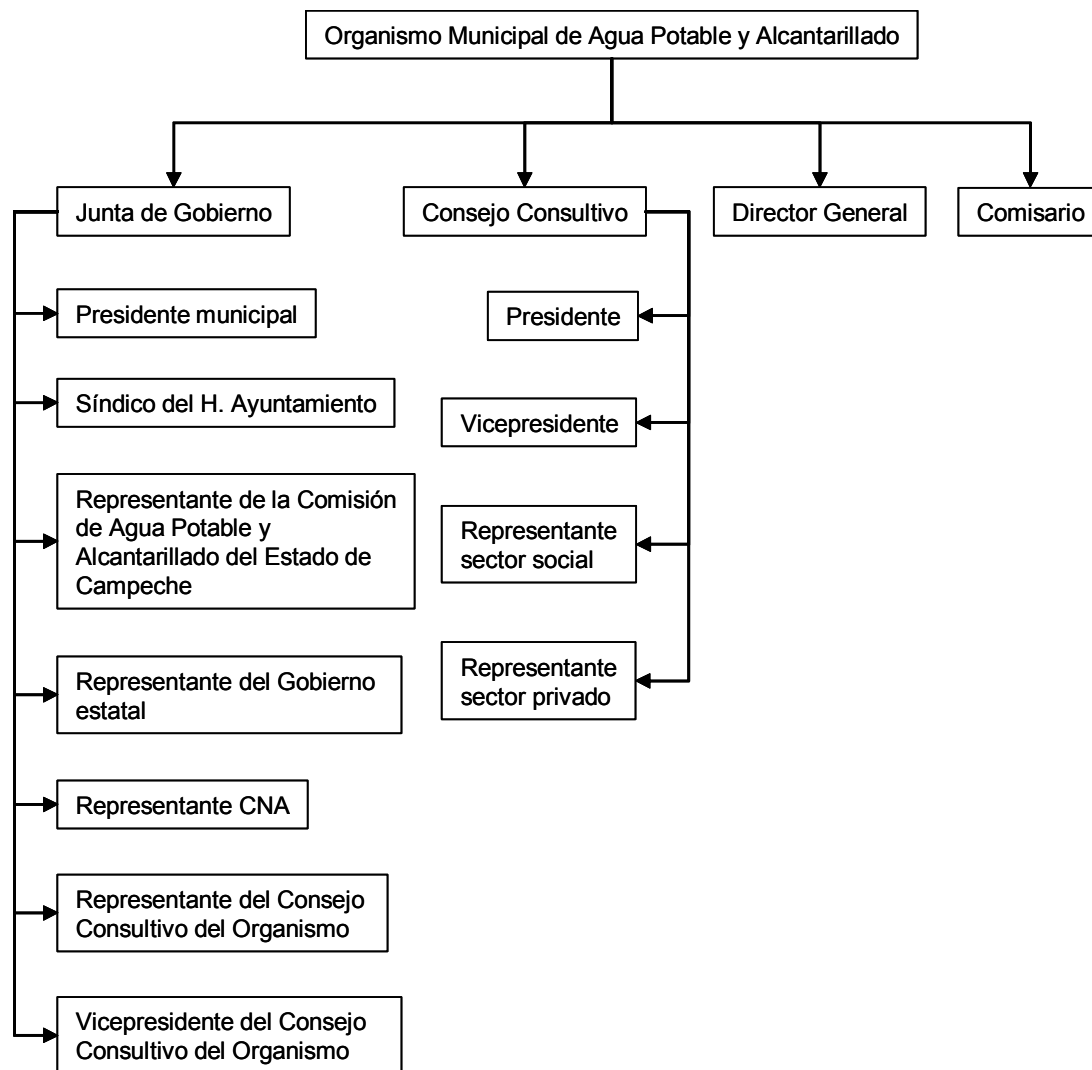 Organismo Municipal de Agua Potable y Alcantarillado
Junta de Gobierno
Consejo Consultivo
Director General
Comisario
Presidente municipal
Síndico del H. Ayuntamiento
Representante de la Comisión
de Agua Potable y
Alcantarillado del Estado de
Campeche
Representante del Gobierno
estatal
Representante CNA
Representante del Consejo
Consultivo del Organismo
Vicepresidente del Consejo
Consultivo del Organismo
Presidente
Vicepresidente
Representante
sector social
Representante
sector privado